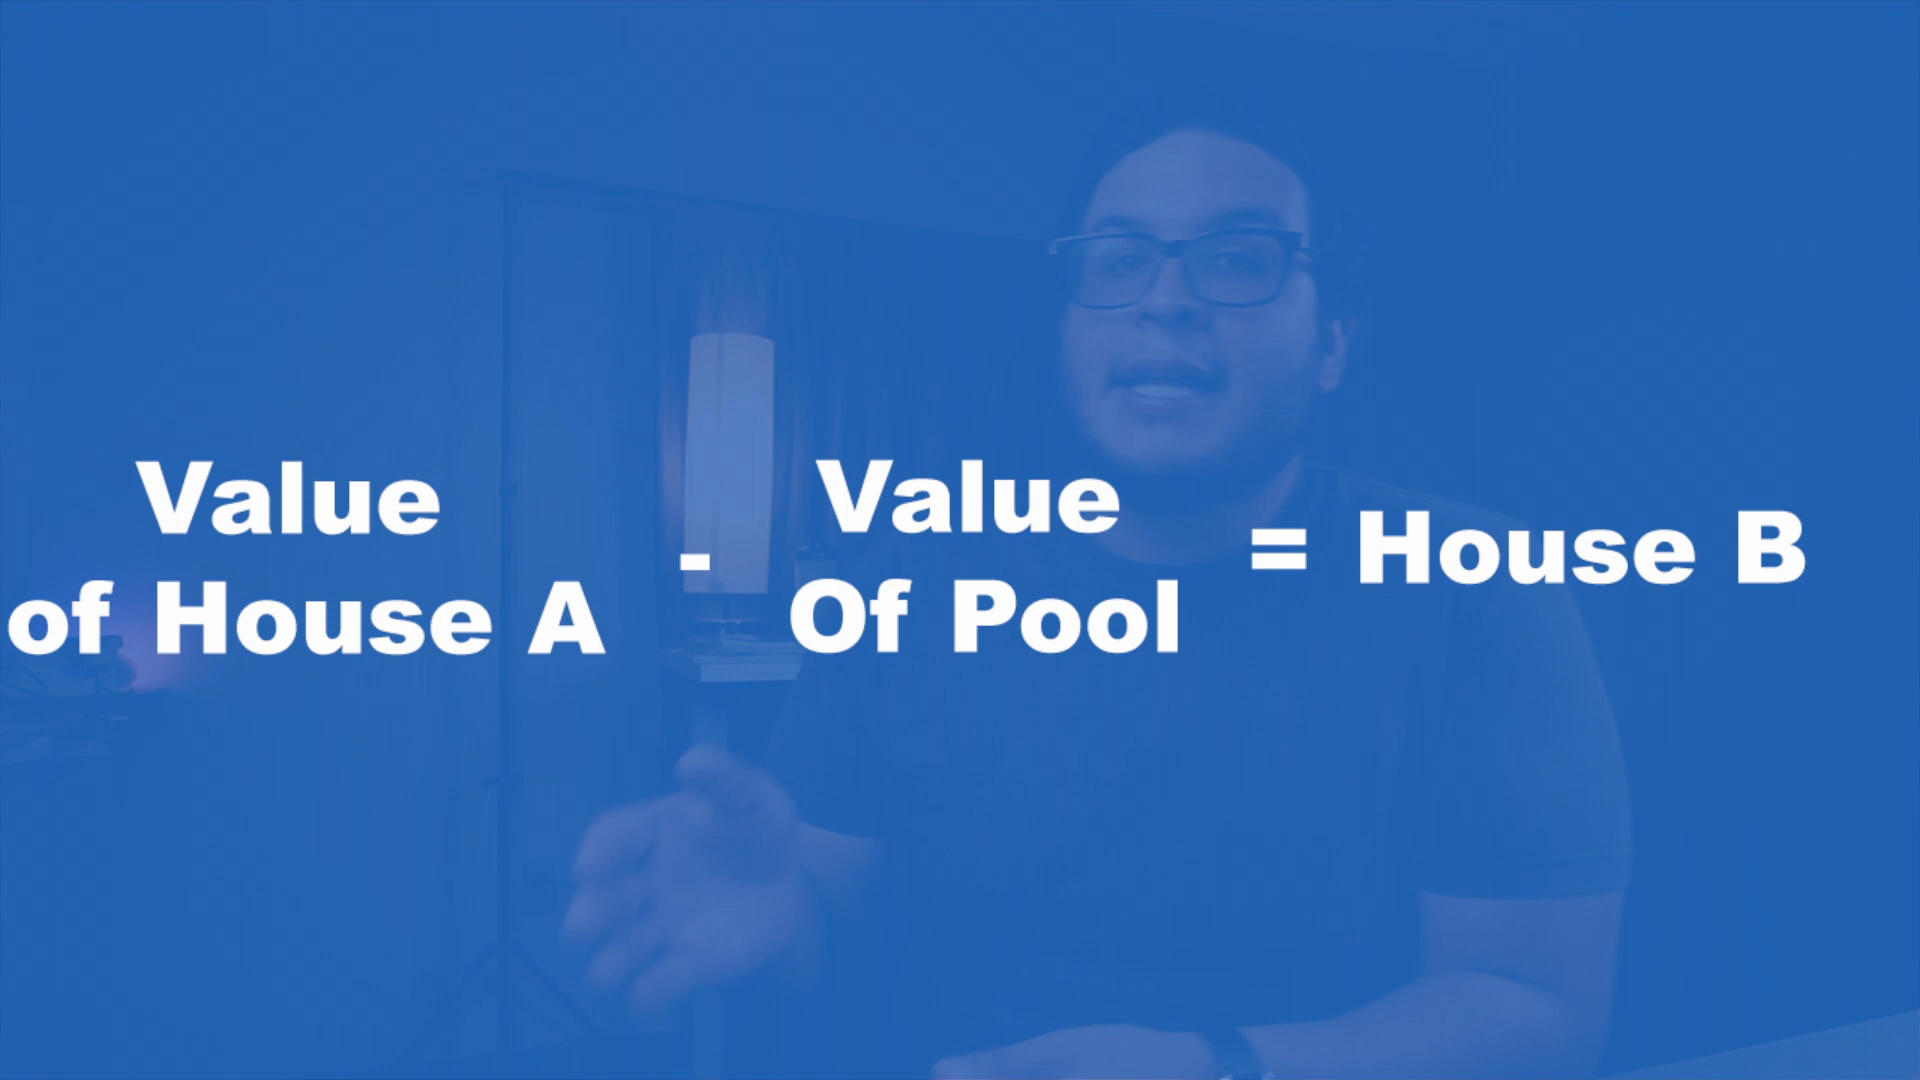 Value
of House A
-
Value
Of Pool
= House B